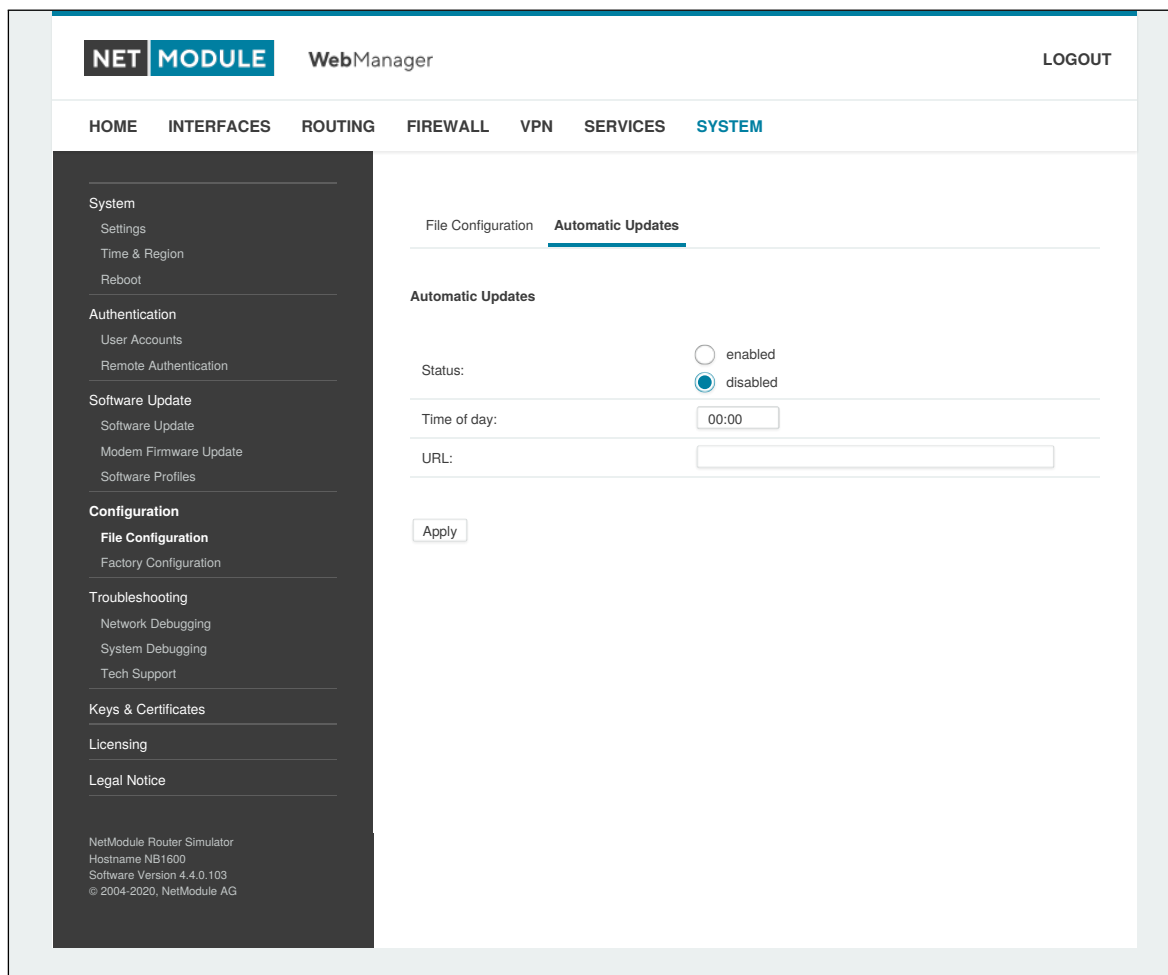 NET MODULE WebManager LOGOUT
HOME INTERFACES ROUTING FIREWALL VPN SERVICES SYSTEM
System
Settings
Time & Region
Reboot
Authentication
User Accounts
Remote Authentication
Software Update
Software Update
Modem Firmware Update
Software Profiles
Configuration
File Configuration
Factory Configuration
Troubleshooting
Network Debugging
System Debugging
Tech Support
Keys & Certificates
Licensing
Legal Notice
NetModule Router Simulator
Hostname NB1600
Software Version 4.4.0.103
© 2004-2020, NetModule AG
File Configuration Automatic Updates
Automatic Updates
Status:
enabled
disabled
Time of day: 00:00
URL:
Apply